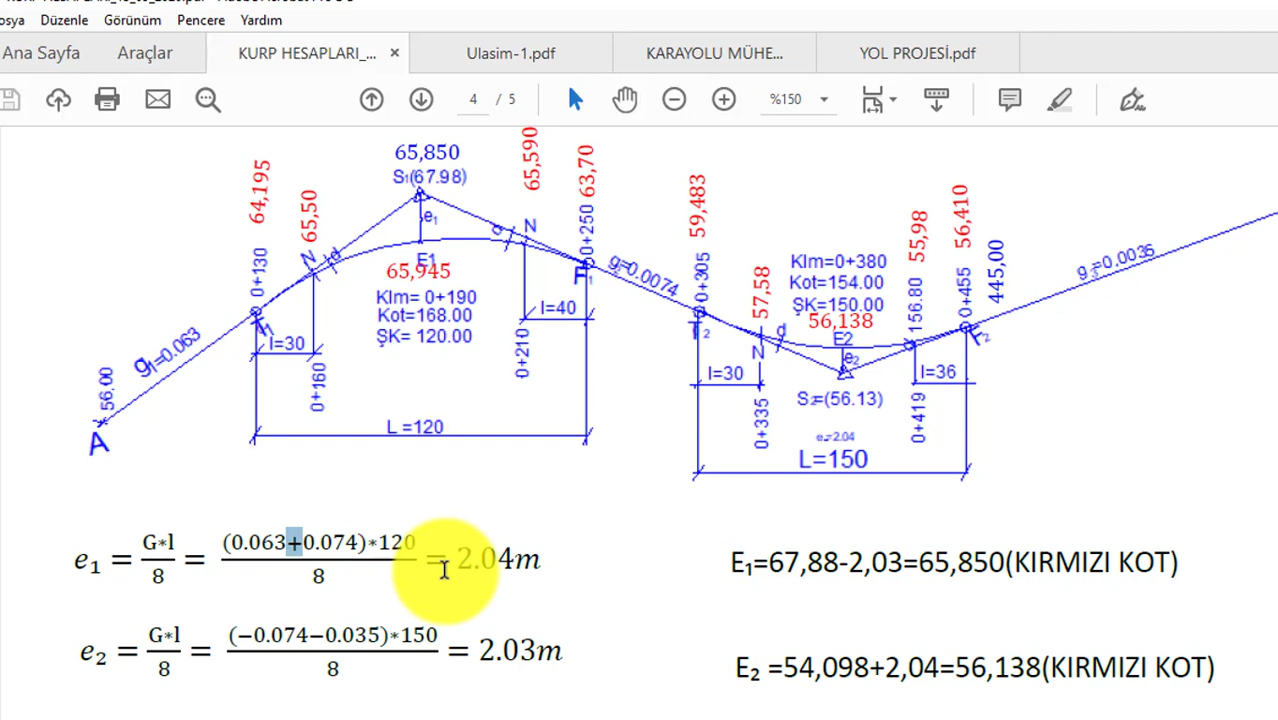 Düzenle Görünüm Pencere Yardım
Ana Sayfa Araçlar KURP HESAPLARI_... × Ulasim-1.pdf KARAYOLU MÜHE... YOL PROJESİ.pdf
4 / 5 %150
65,850
S₁(67.98)
65,590
63,70
64,195
65,50
e₁
N
d
d
N
0+130
0+250
E1
65,945
Klm= 0+190
Kot=168.00
ŞK= 120.00
g₁=0.063
56.00
A
l=30
0+160
l=40
0+210
L =120
g₂=0.0074
59,483
0+305
57,58
Klm=0+380
Kot=154.00
ŞK=150.00
56,138
E2
e₂
d
N
55,98
56,410
156.80
0+455
445,00
g₃=0.0036
l=30
0+335
S₂=(56.13)
l=36
0+419
e₂=2.04
L=150
e₁ = G∗l/8 = (0.063+0.074)∗120/8 = 2.04m
E₁=67,88-2,03=65,850(KIRMIZI KOT)
e₂ = G∗l/8 = (−0.074−0.035)∗150/8 = 2.03m
E₂ =54,098+2,04=56,138(KIRMIZI KOT)